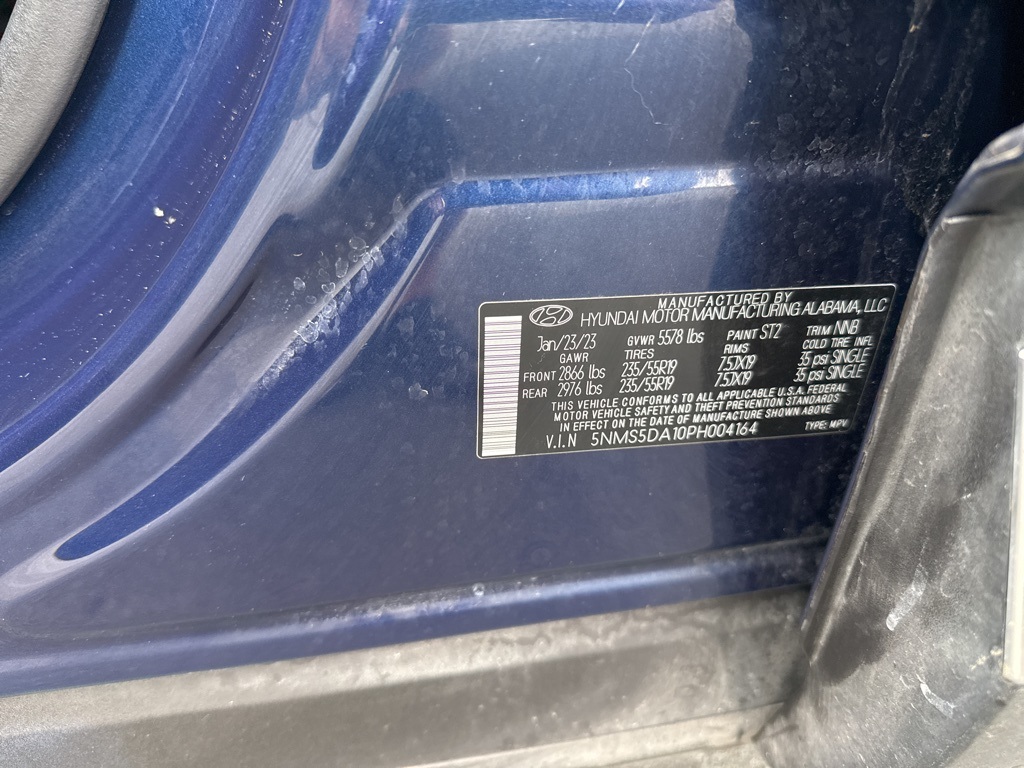 MANUFACTURED BY
HYUNDAI MOTOR MANUFACTURING ALABAMA, LLC
Jan/23/23 GVWR 5578 lbs PAINT ST2 TRIM NNB
GAWR TIRES RIMS COLD TIRE INFL
FRONT 2866 lbs 235/55R19 7.5JX19 35 psi SINGLE
REAR 2976 lbs 235/55R19 7.5JX19 35 psi SINGLE
THIS VEHICLE CONFORMS TO ALL APPLICABLE U.S.A. FEDERAL
MOTOR VEHICLE SAFETY AND THEFT PREVENTION STANDARDS
IN EFFECT ON THE DATE OF MANUFACTURE SHOWN ABOVE
V.I.N 5NMS5DA10PH004164 TYPE: MPV